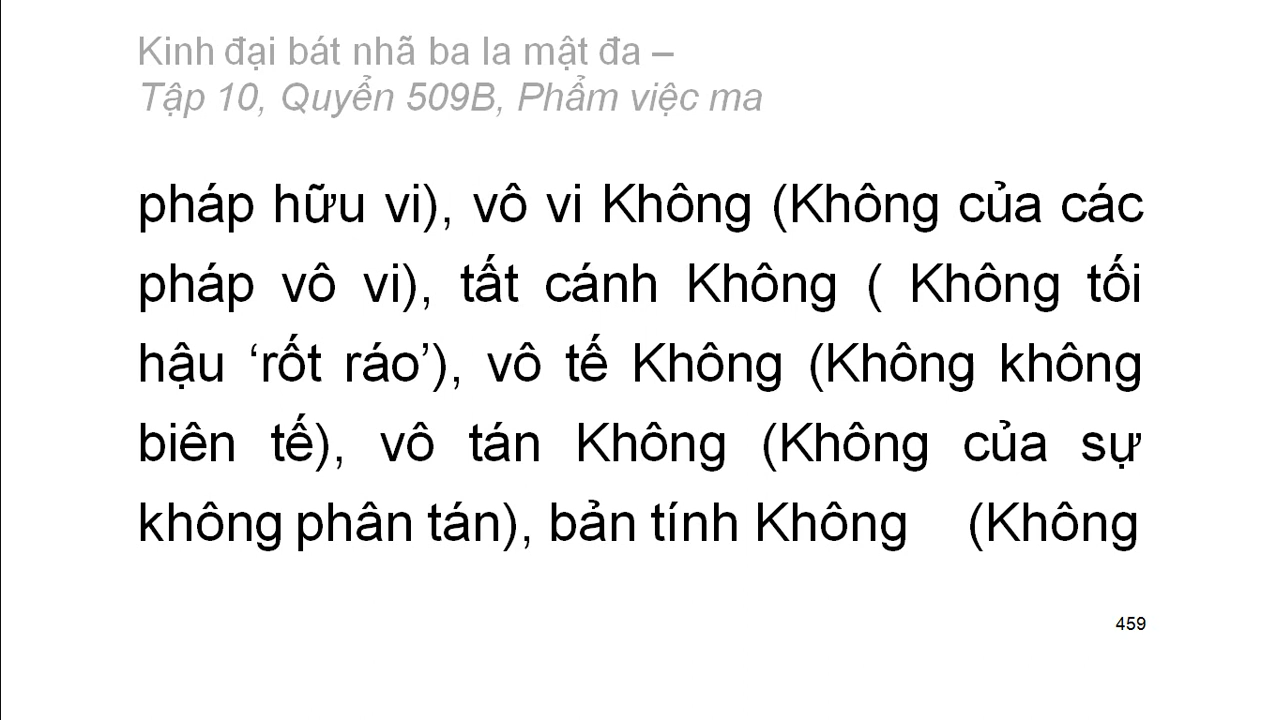 Kinh đại bát nhã ba la mật đa –
Tập 10, Quyển 509B, Phẩm việc ma
pháp hữu vi), vô vi Không (Không của các
pháp vô vi), tất cánh Không ( Không tối
hậu ‘rốt ráo’), vô tế Không (Không không
biên tế), vô tán Không (Không của sự
không phân tán), bản tính Không (Không
459